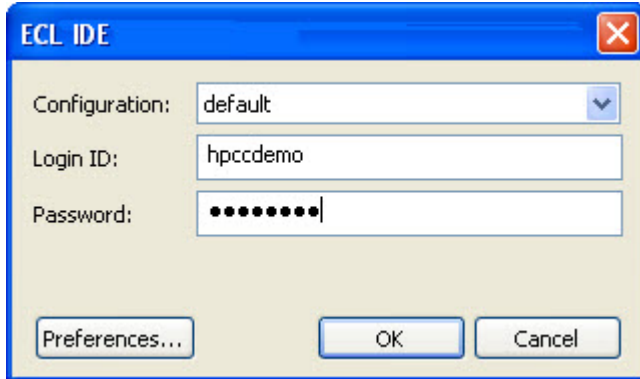 ECL IDE
Configuration: default
Login ID: hpccdemo
Password: ●●●●●●●●
Preferences... OK Cancel